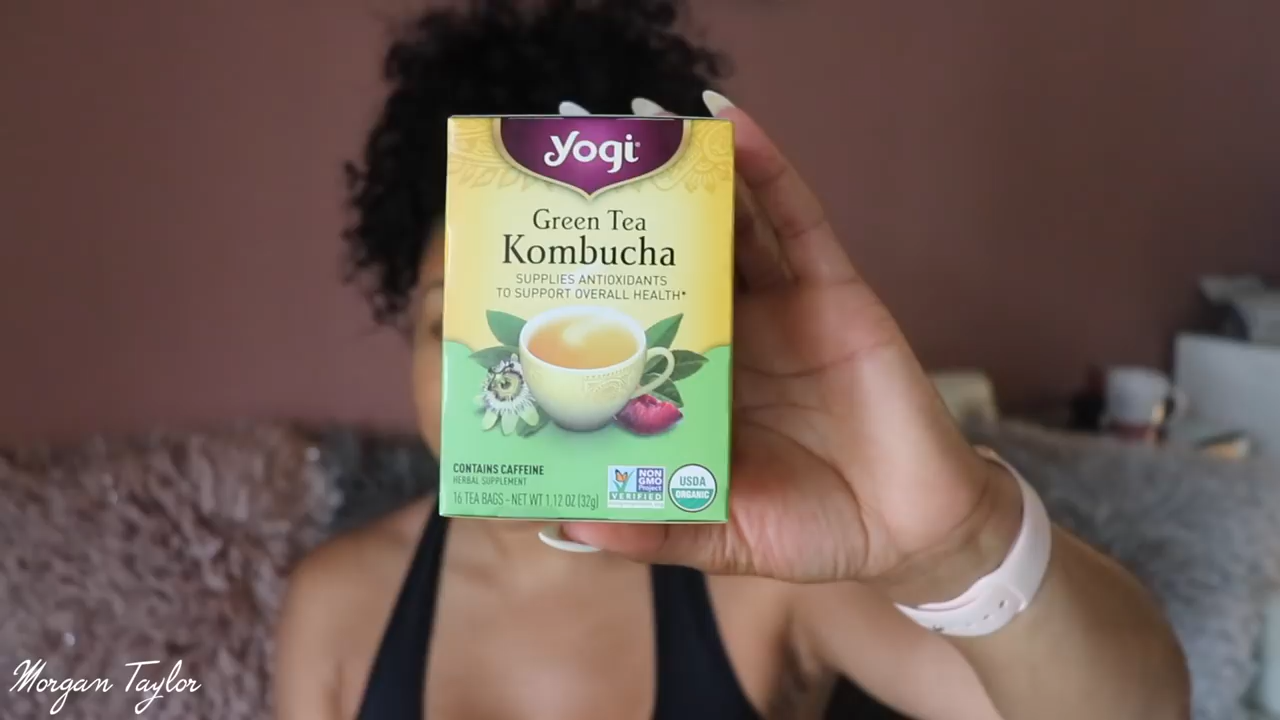 yogi
Green Tea
Kombucha
SUPPLIES ANTIOXIDANTS
TO SUPPORT OVERALL HEALTH*
CONTAINS CAFFEINE
HERBAL SUPPLEMENT
16 TEA BAGS - NET WT 1.12 OZ (32g)
NON
GMO
Project
VERIFIED
USDA
ORGANIC
Morgan Taylor